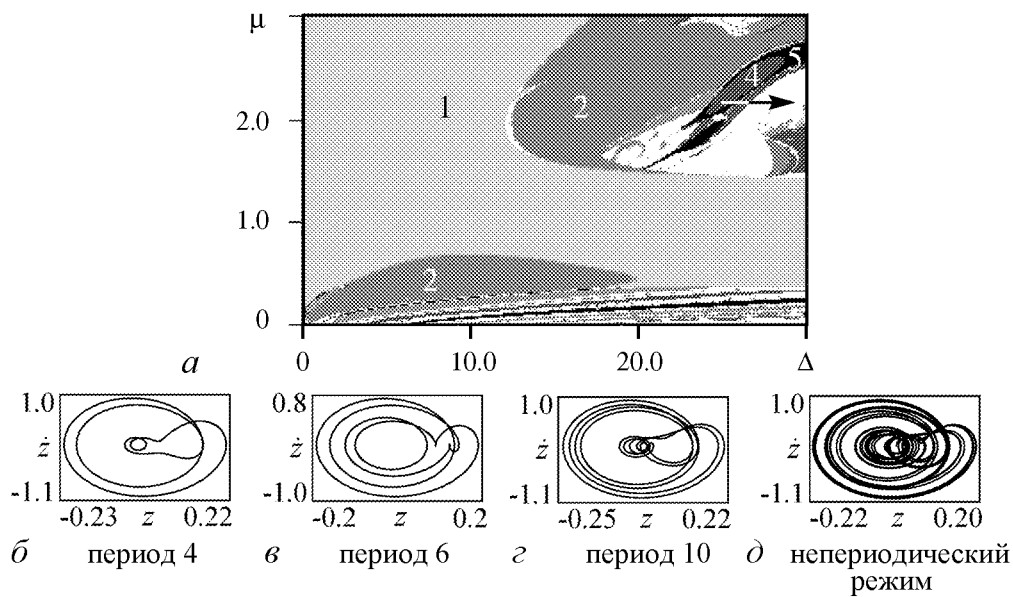 μ
2.0
1.0
0
1
2
4
5
2
0
10.0
20.0
Δ
а
1.0
ż
-1.1
-0.23
z
0.22
0.8
ż
-1.0
-0.2
z
0.2
1.0
ż
-1.1
-0.25
z
0.22
1.0
ż
-1.1
-0.22
z
0.20
б период 4
в период 6
г период 10
д непериодический
режим